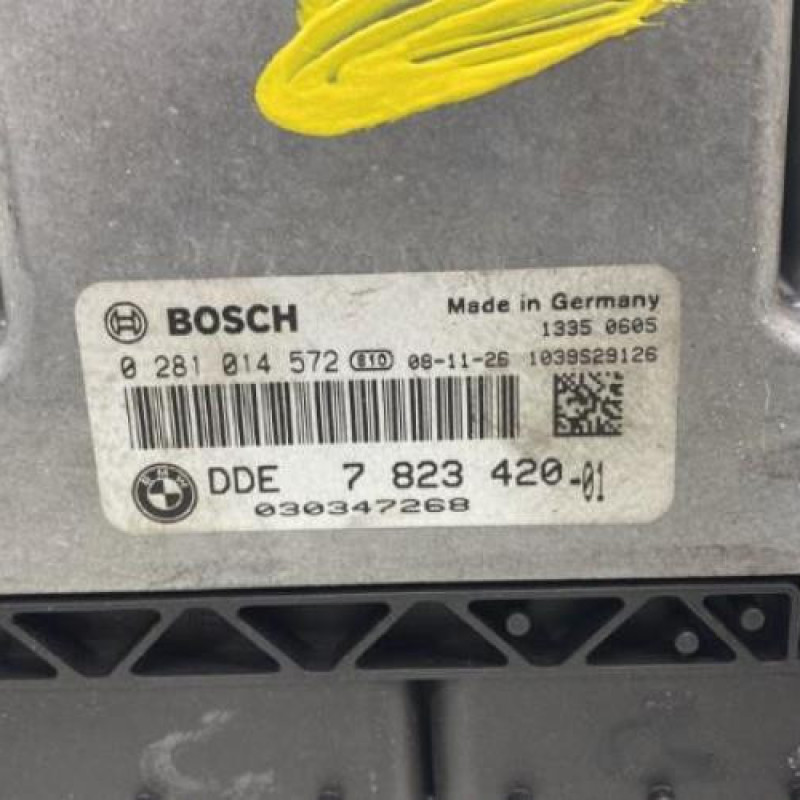 BOSCH
Made in Germany
1335 0605
0 281 014 572 810 08-11-26 1039S29126
BMW
DDE 7 823 420-01
030347268